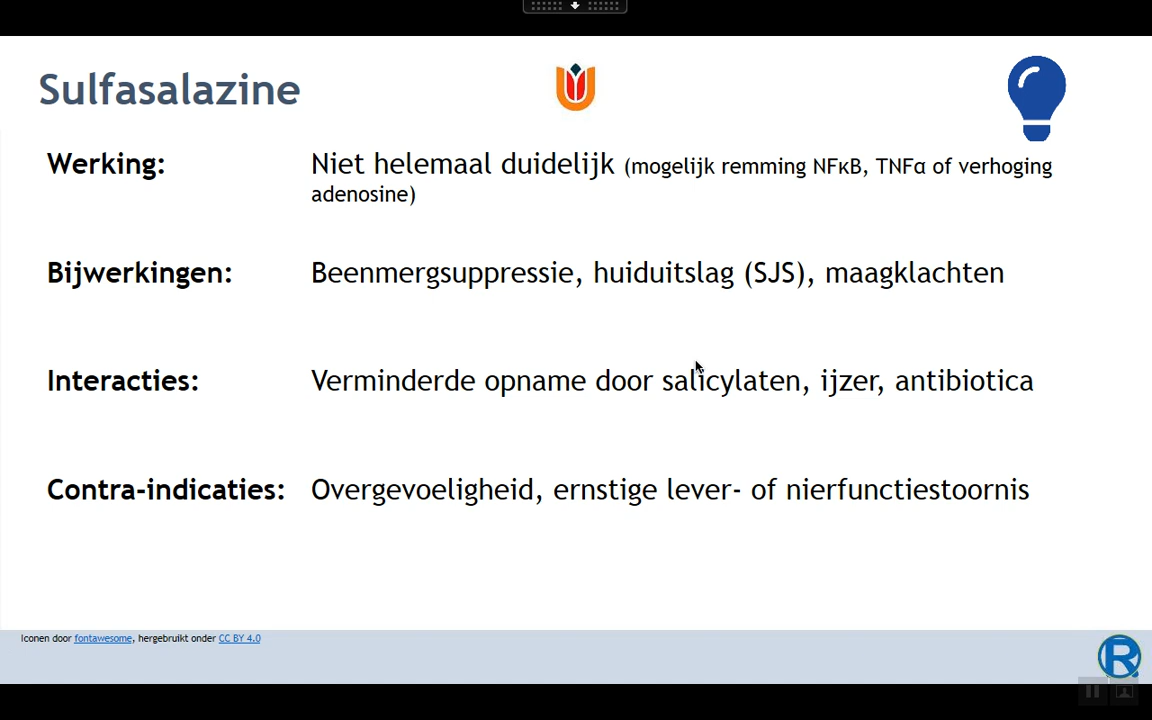 Sulfasalazine
Werking: Niet helemaal duidelijk (mogelijk remming NFκB, TNFα of verhoging
adenosine)
Bijwerkingen: Beenmergsuppressie, huiduitslag (SJS), maagklachten
Interacties: Verminderde opname door salicylaten, ijzer, antibiotica
Contra-indicaties: Overgevoeligheid, ernstige lever- of nierfunctiestoornis
Iconen door fontawesome, hergebruikt onder CC BY 4.0
R